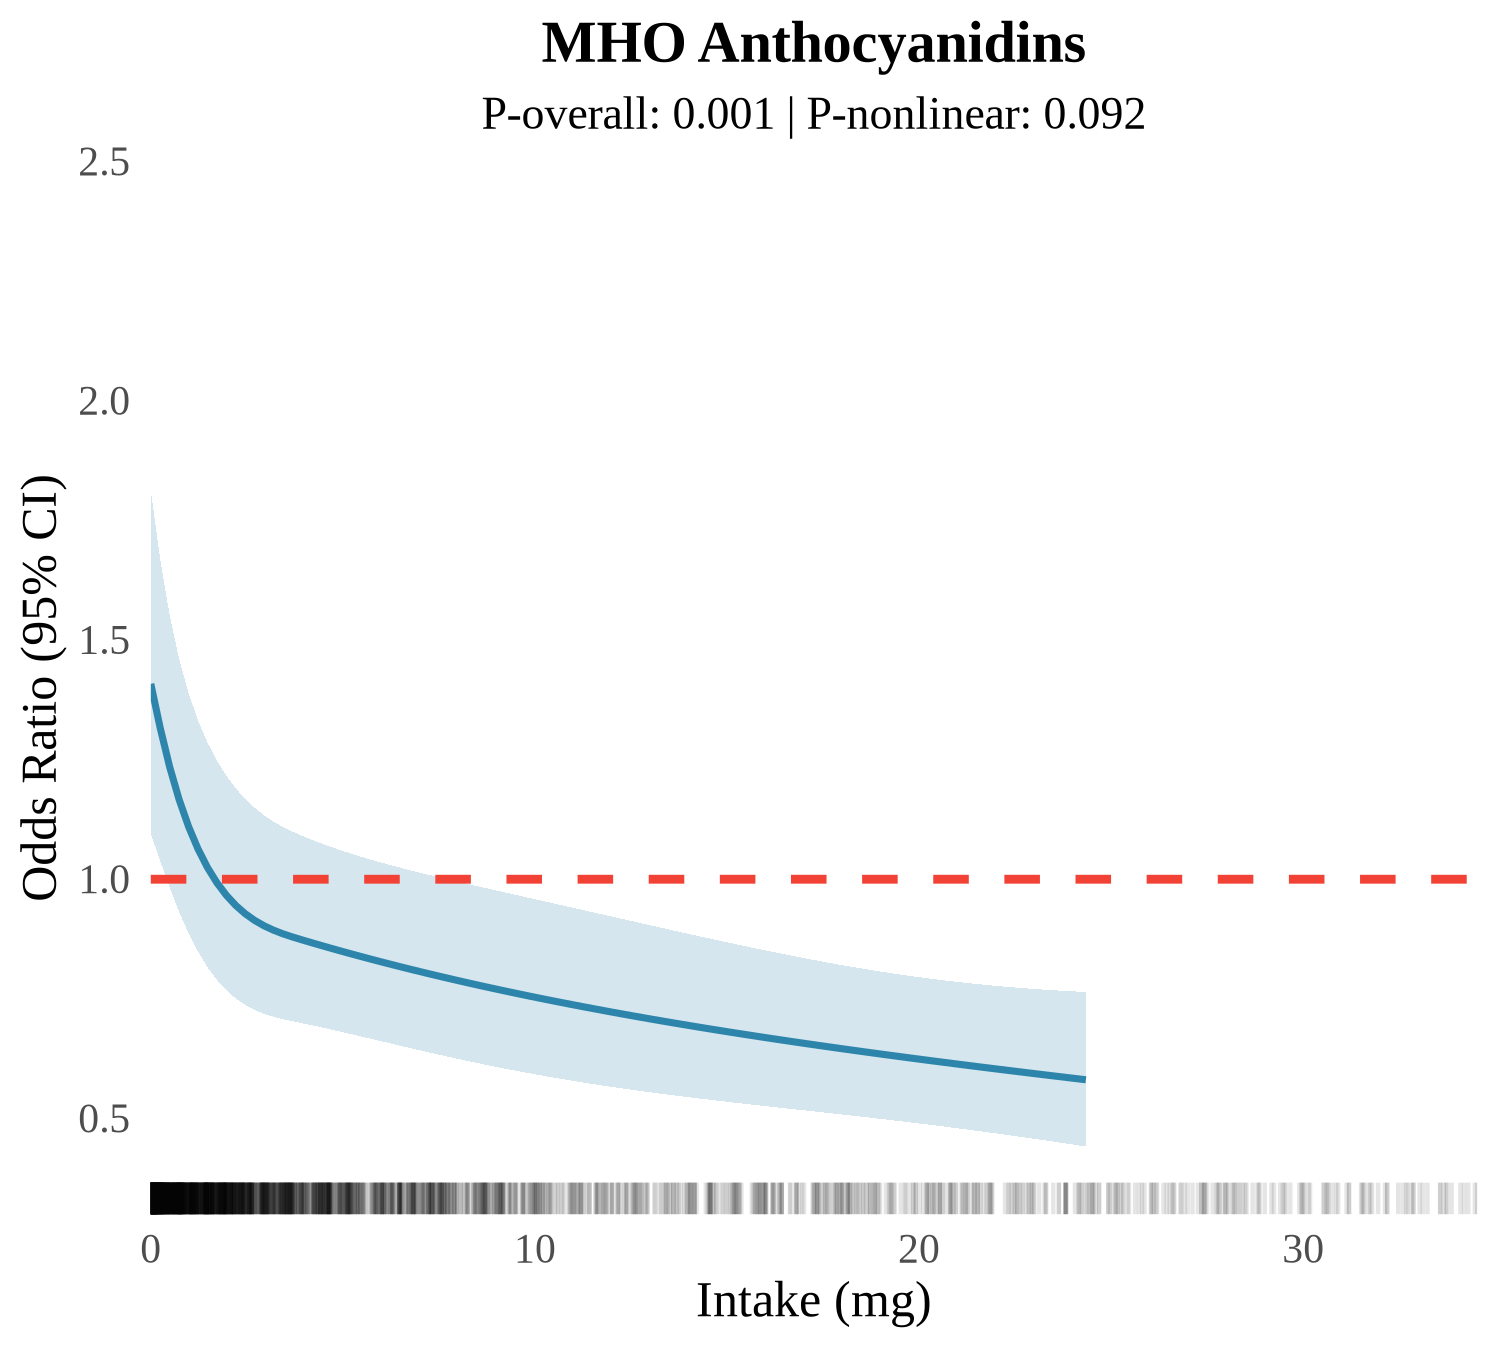 MHO Anthocyanidins
P-overall: 0.001 | P-nonlinear: 0.092
2.5
2.0
1.5
1.0
0.5
Odds Ratio (95% CI)
0 10 20 30
Intake (mg)